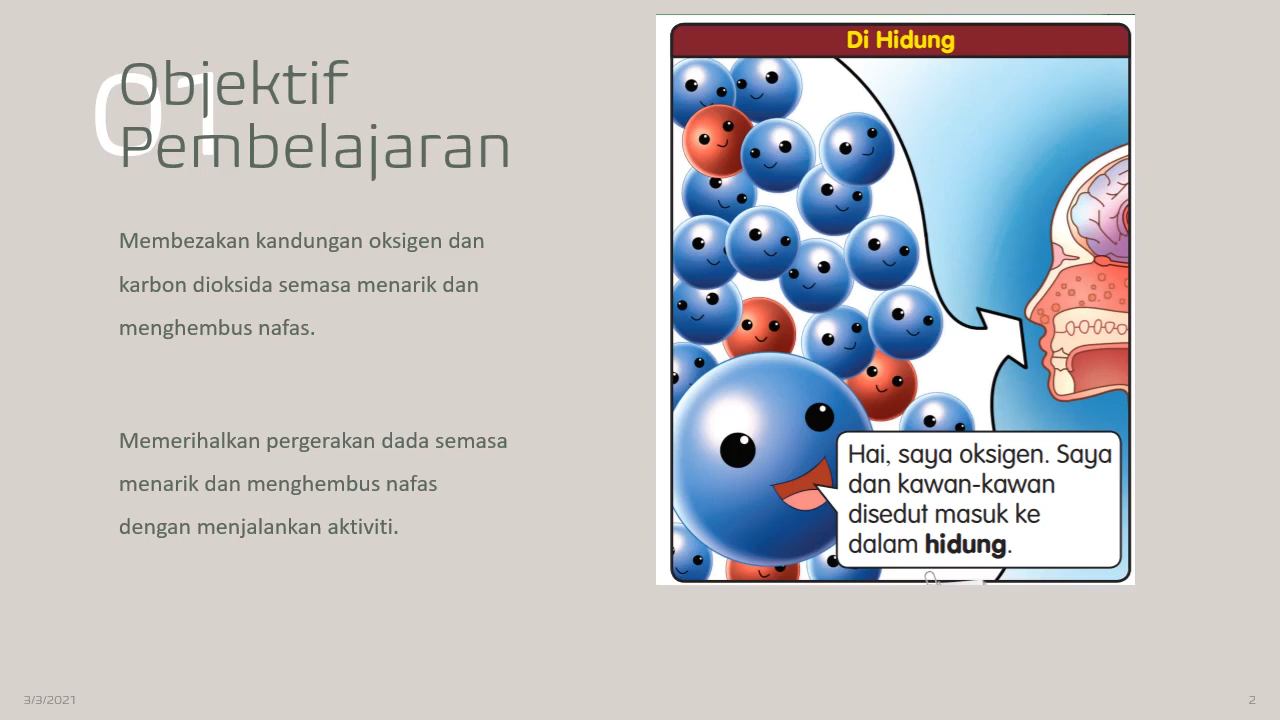 01
Objektif
Pembelajaran
Membezakan kandungan oksigen dan
karbon dioksida semasa menarik dan
menghembus nafas.
Memerihalkan pergerakan dada semasa
menarik dan menghembus nafas
dengan menjalankan aktiviti.
Di Hidung
Hai, saya oksigen. Saya
dan kawan-kawan
disedut masuk ke
dalam hidung.
3/3/2021
2